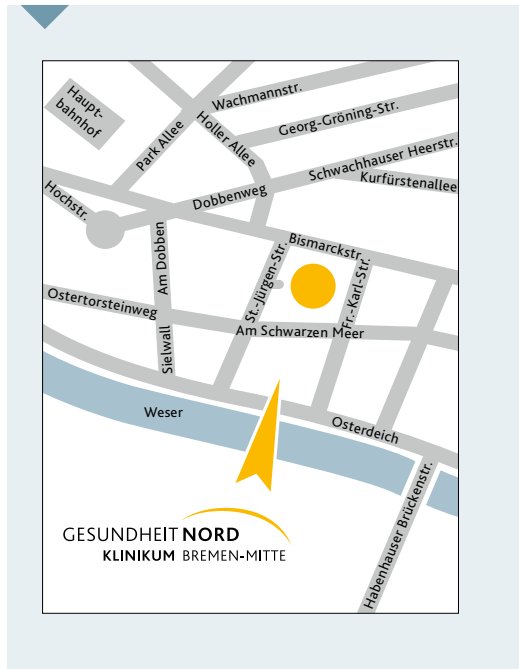 Wachmannstr.
Haupt-
bahnhof
Georg-Gröning-Str.
Holler Allee
Park Allee
Schwachhauser Heerstr.
Kurfürstenallee
Dobbenweg
Hochstr.
Bismarckstr.
Am Dobben
St.-Jürgen-Str.
Fr.-Karl-Str.
Ostertorsteinweg
Am Schwarzen Meer
Sielwall
Weser
Osterdeich
Habenhauser Brückenstr.
GESUNDHEIT NORD
KLINIKUM BREMEN-MITTE